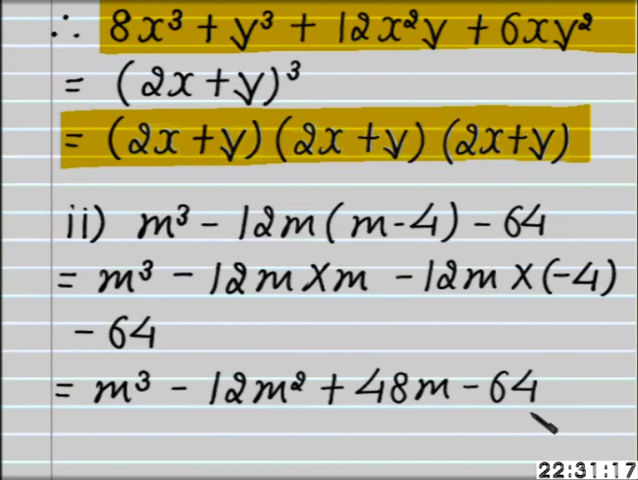 ∴ 8x³ + y³ + 12x²y + 6xy²
= (2x+y)³
= (2x+y) (2x+y) (2x+y)
ii) m³ - 12m(m-4) - 64
= m³ - 12m×m - 12m×(-4)
- 64
= m³ - 12m² + 48m - 64
22:31:17